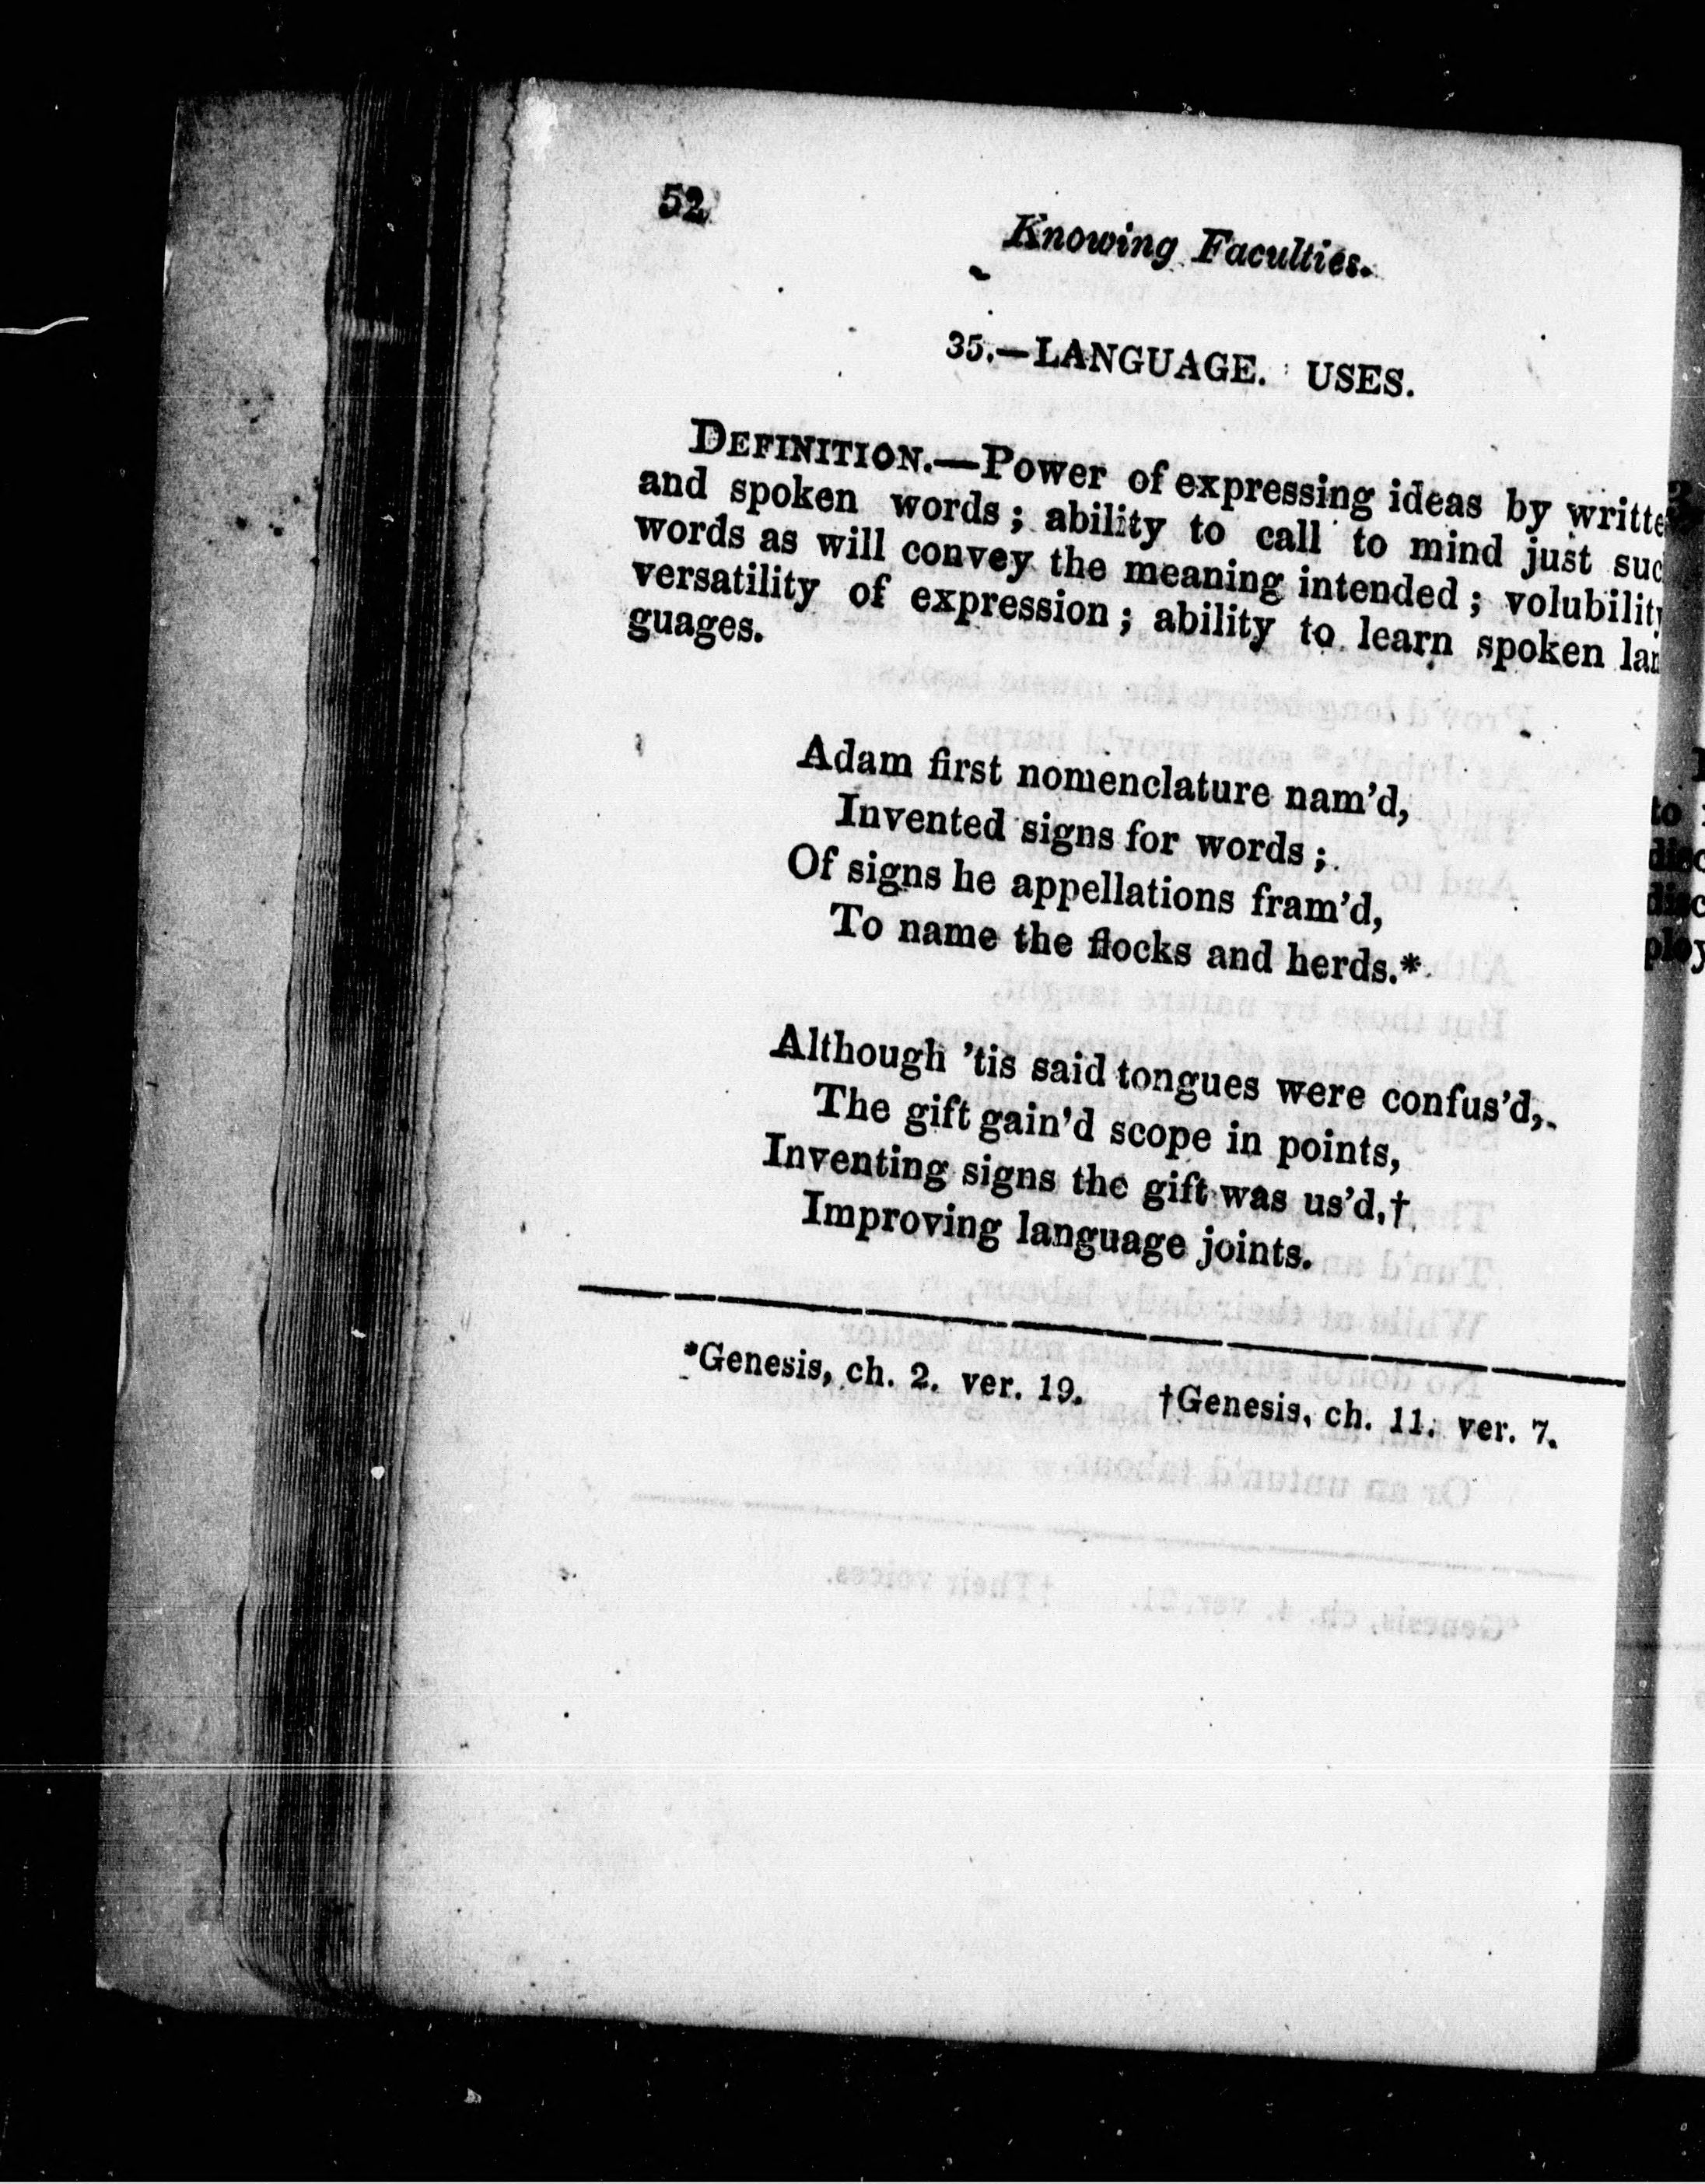 52
Knowing Faculties.
35.—LANGUAGE. USES.
DEFINITION.—Power of expressing ideas by writte
and spoken words; ability to call to mind just suc
words as will convey the meaning intended; volubility
versatility of expression; ability to learn spoken lan
guages.
Adam first nomenclature nam'd,
Invented signs for words;
Of signs he appellations fram'd,
To name the flocks and herds.*
Although 'tis said tongues were confus'd,
The gift gain'd scope in points,
Inventing signs the gift was us'd,†
Improving language joints.
*Genesis, ch. 2. ver. 19. †Genesis, ch. 11. ver. 7.
to
disc
disc
ploy